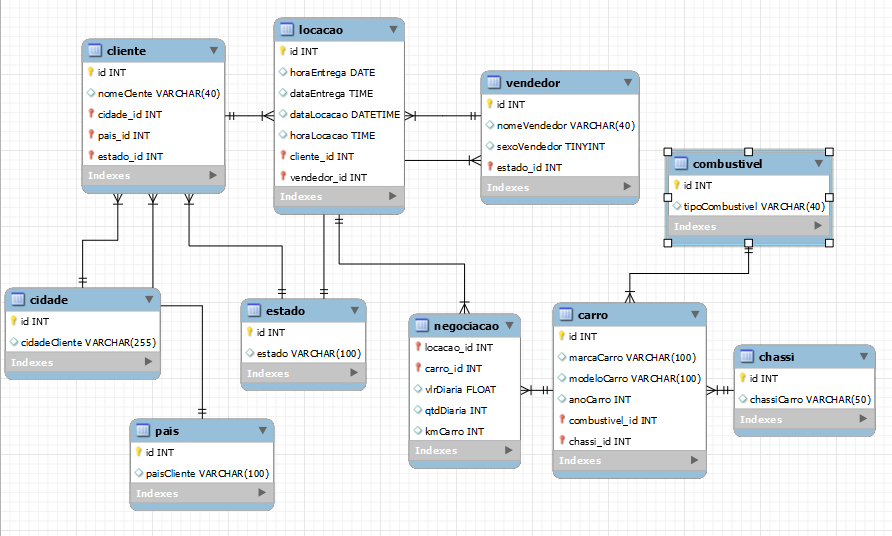 cliente
id INT
nomeClente VARCHAR(40)
cidade_id INT
pais_id INT
estado_id INT
Indexes
locacao
id INT
horaEntrega DATE
dataEntrega TIME
dataLocacao DATETIME
horaLocacao TIME
cliente_id INT
vendedor_id INT
Indexes
vendedor
id INT
nomeVendedor VARCHAR(40)
sexoVendedor TINYINT
estado_id INT
Indexes
combustivel
id INT
tipoCombustivel VARCHAR(40)
Indexes
cidade
id INT
cidadeCliente VARCHAR(255)
Indexes
estado
id INT
estado VARCHAR(100)
Indexes
negociacao
locacao_id INT
carro_id INT
vlrDiaria FLOAT
qtdDiaria INT
kmCarro INT
Indexes
carro
id INT
marcaCarro VARCHAR(100)
modeloCarro VARCHAR(100)
anoCarro INT
combustivel_id INT
chassi_id INT
Indexes
chassi
id INT
chassiCarro VARCHAR(50)
Indexes
pais
id INT
paisCliente VARCHAR(100)
Indexes